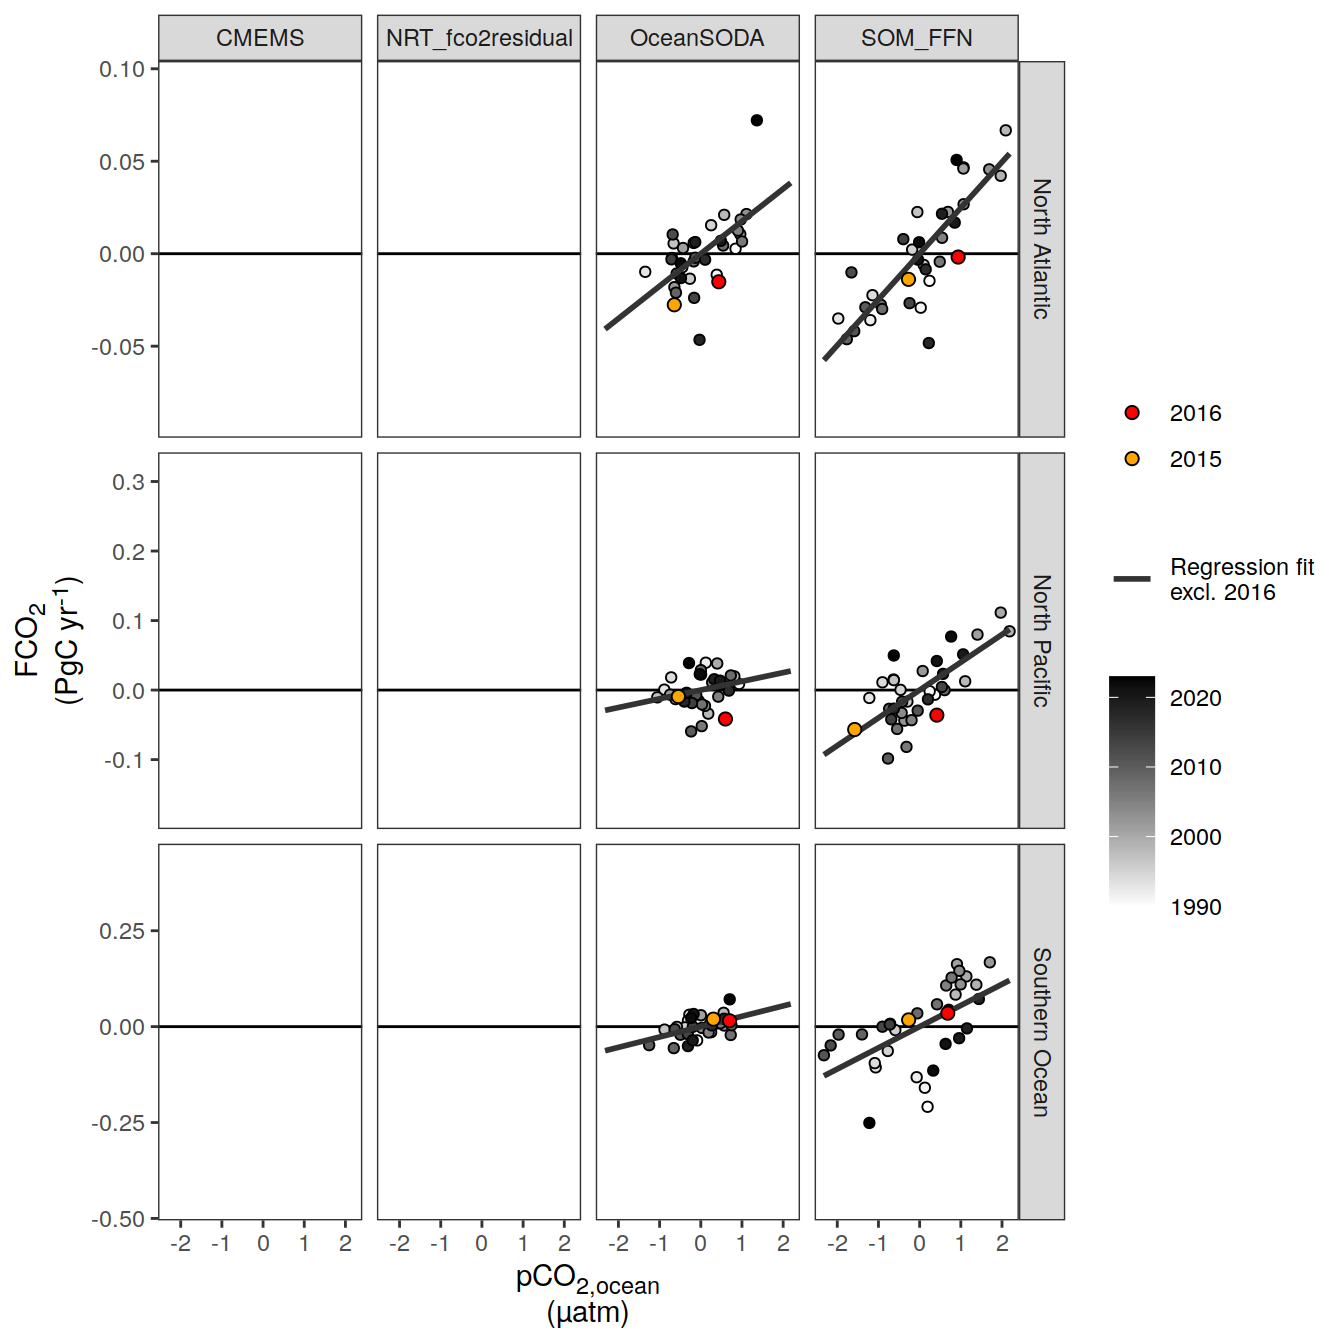 CMEMS NRT_fco2residual OceanSODA SOM_FFN
0.10
0.05
0.00
-0.05
North Atlantic
0.3
0.2
0.1
0.0
-0.1
North Pacific
0.25
0.00
-0.25
-0.50
Southern Ocean
-2 -1 0 1 2 -2 -1 0 1 2 -2 -1 0 1 2 -2 -1 0 1 2
pCO2,ocean
(µatm)
FCO2
(PgC yr-1)
2016
2015
Regression fit
excl. 2016
2020
2010
2000
1990